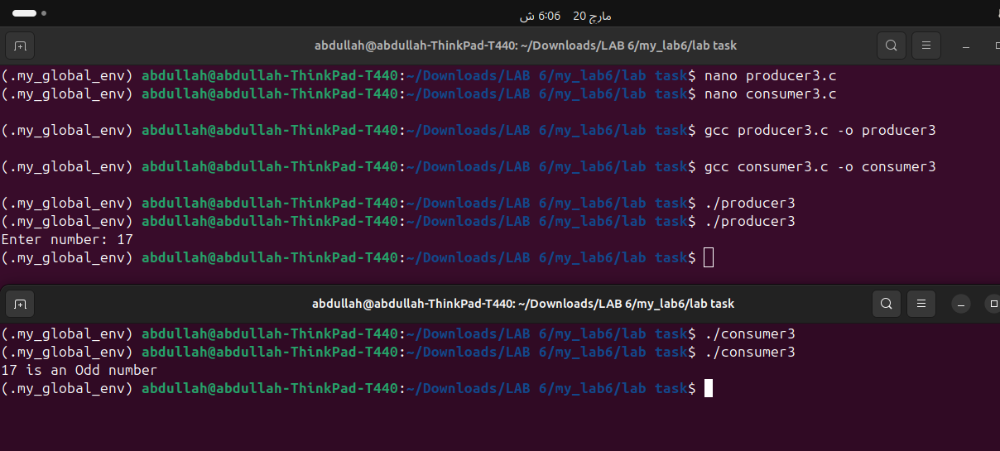 مارچ 20   6:06 ش
abdullah@abdullah-ThinkPad-T440: ~/Downloads/LAB 6/my_lab6/lab task
(.my_global_env) abdullah@abdullah-ThinkPad-T440:~/Downloads/LAB 6/my_lab6/lab task$ nano producer3.c
(.my_global_env) abdullah@abdullah-ThinkPad-T440:~/Downloads/LAB 6/my_lab6/lab task$ nano consumer3.c
(.my_global_env) abdullah@abdullah-ThinkPad-T440:~/Downloads/LAB 6/my_lab6/lab task$ gcc producer3.c -o producer3
(.my_global_env) abdullah@abdullah-ThinkPad-T440:~/Downloads/LAB 6/my_lab6/lab task$ gcc consumer3.c -o consumer3
(.my_global_env) abdullah@abdullah-ThinkPad-T440:~/Downloads/LAB 6/my_lab6/lab task$ ./producer3
(.my_global_env) abdullah@abdullah-ThinkPad-T440:~/Downloads/LAB 6/my_lab6/lab task$ ./producer3
Enter number: 17
(.my_global_env) abdullah@abdullah-ThinkPad-T440:~/Downloads/LAB 6/my_lab6/lab task$
abdullah@abdullah-ThinkPad-T440: ~/Downloads/LAB 6/my_lab6/lab task
(.my_global_env) abdullah@abdullah-ThinkPad-T440:~/Downloads/LAB 6/my_lab6/lab task$ ./consumer3
(.my_global_env) abdullah@abdullah-ThinkPad-T440:~/Downloads/LAB 6/my_lab6/lab task$ ./consumer3
17 is an Odd number
(.my_global_env) abdullah@abdullah-ThinkPad-T440:~/Downloads/LAB 6/my_lab6/lab task$